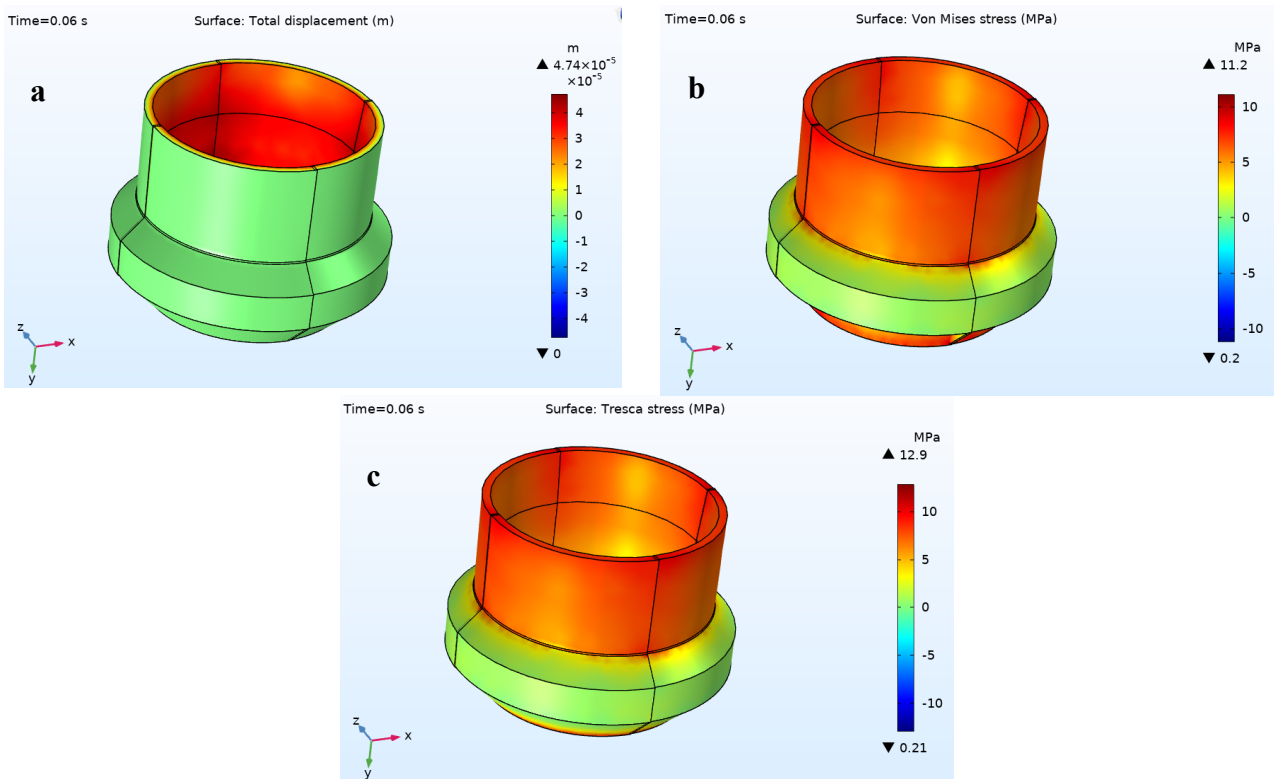 Time=0.06 s
Surface: Total displacement (m)
a
m
▲ 4.74×10⁻⁵
×10⁻⁵
4
3
2
1
0
-1
-2
-3
-4
▼ 0
z
x
y
Time=0.06 s
Surface: Von Mises stress (MPa)
b
MPa
▲ 11.2
10
5
0
-5
-10
▼ 0.2
z
x
y
Time=0.06 s
Surface: Tresca stress (MPa)
c
MPa
▲ 12.9
10
5
0
-5
-10
▼ 0.21
z
x
y